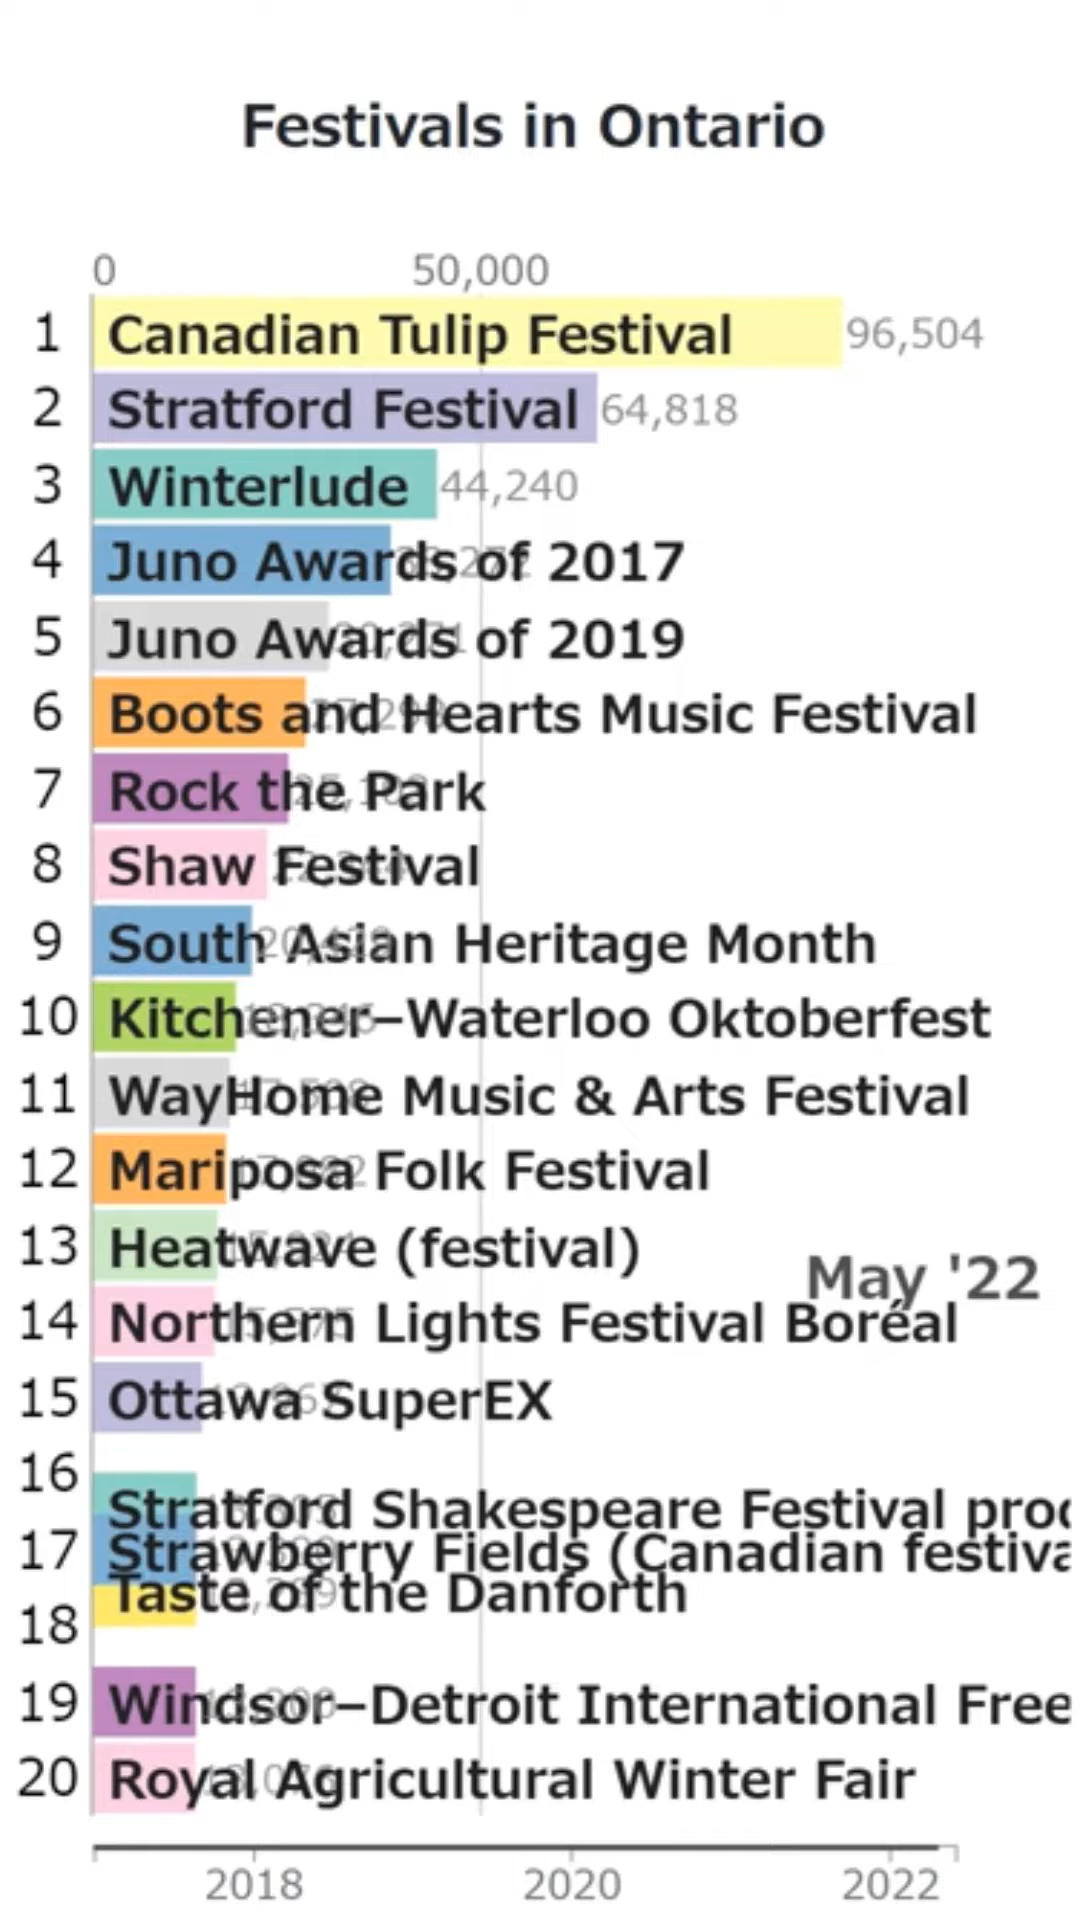 Festivals in Ontario
0 50,000
1 Canadian Tulip Festival 96,504
2 Stratford Festival 64,818
3 Winterlude 44,240
4 Juno Awards of 2017
5 Juno Awards of 2019
6 Boots and Hearts Music Festival
7 Rock the Park
8 Shaw Festival
9 South Asian Heritage Month
10 Kitchener–Waterloo Oktoberfest
11 WayHome Music & Arts Festival
12 Mariposa Folk Festival
13 Heatwave (festival)
May '22
14 Northern Lights Festival Boréal
15 Ottawa SuperEX
16 Stratford Shakespeare Festival proc
17 Strawberry Fields (Canadian festiva
18 Taste of the Danforth
19 Windsor–Detroit International Free
20 Royal Agricultural Winter Fair
2018 2020 2022